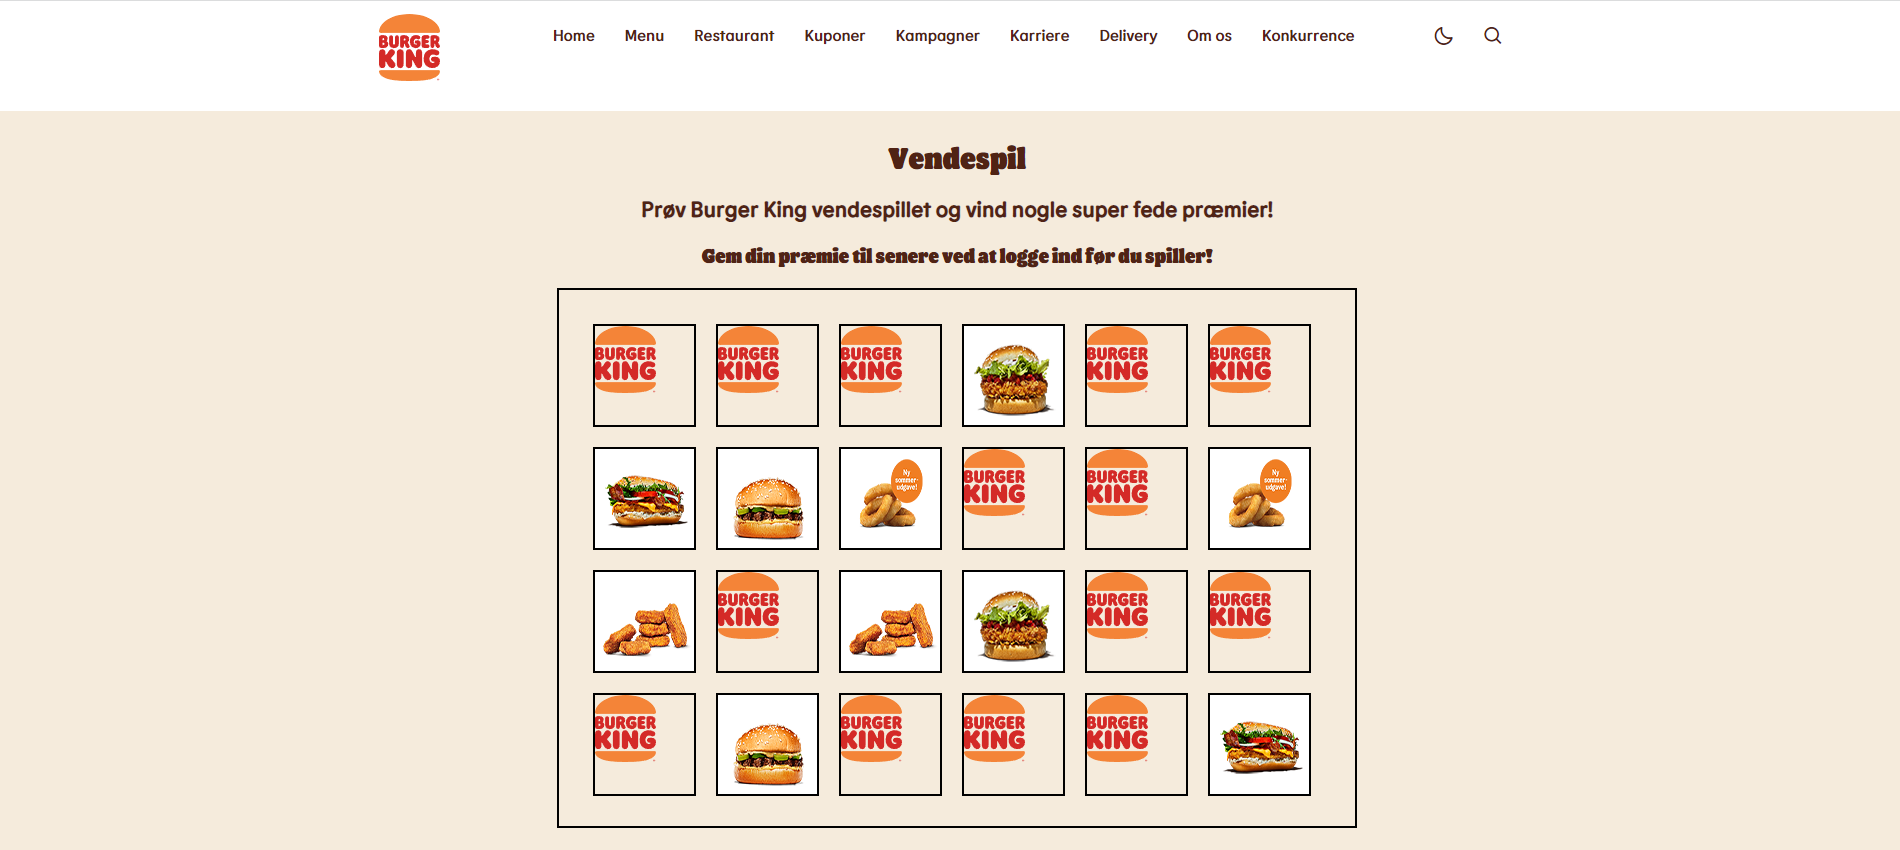 BURGER
KING
Home Menu Restaurant Kuponer Kampagner Karriere Delivery Om os Konkurrence
Vendespil
Prøv Burger King vendespillet og vind nogle super fede præmier!
Gem din præmie til senere ved at logge ind før du spiller!
BURGER BURGER BURGER BURGER BURGER
KING KING KING KING KING
Ny
sommer-
udgave!
BURGER BURGER
KING KING
Ny
sommer-
udgave!
BURGER BURGER BURGER
KING KING KING
BURGER BURGER BURGER BURGER
KING KING KING KING